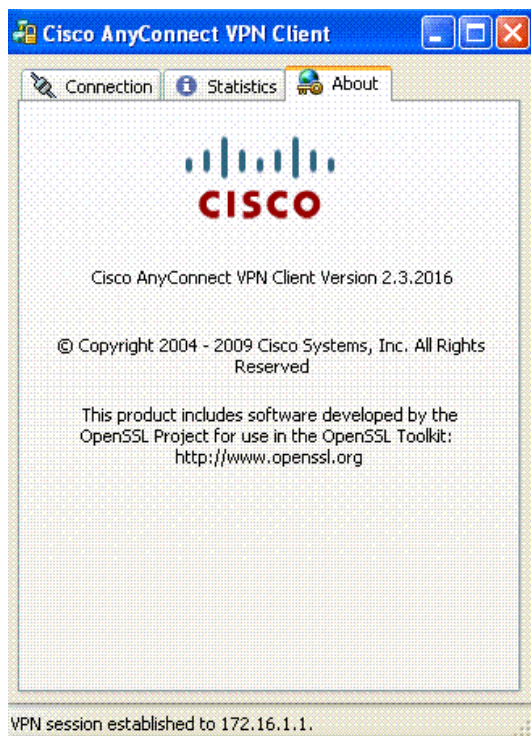 Cisco AnyConnect VPN Client
Connection
Statistics
About
CISCO
Cisco AnyConnect VPN Client Version 2.3.2016
© Copyright 2004 - 2009 Cisco Systems, Inc. All Rights
Reserved
This product includes software developed by the
OpenSSL Project for use in the OpenSSL Toolkit:
http://www.openssl.org
VPN session established to 172.16.1.1.